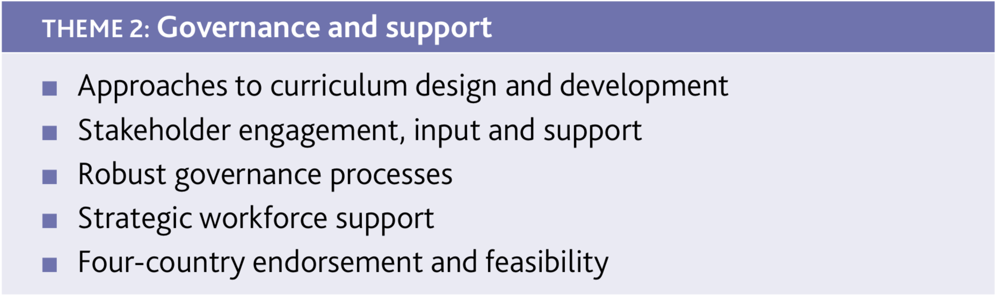 THEME 2: Governance and support
Approaches to curriculum design and development
Stakeholder engagement, input and support
Robust governance processes
Strategic workforce support
Four-country endorsement and feasibility